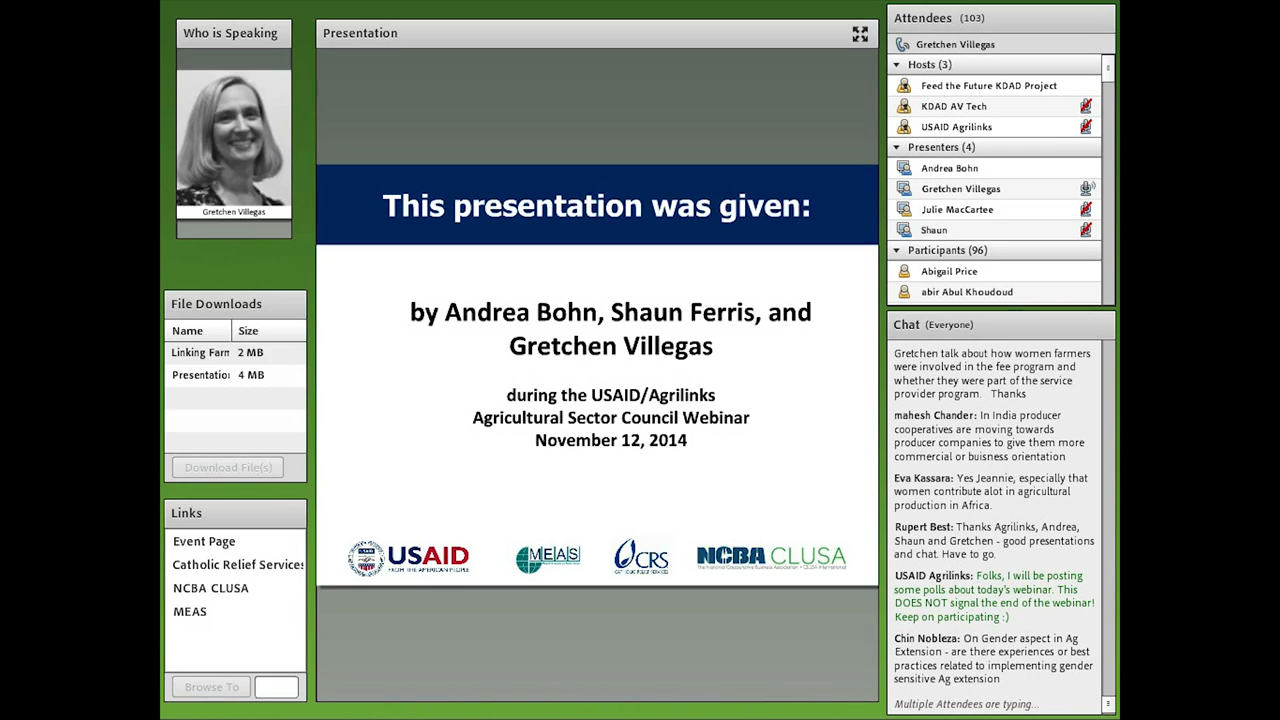 Who is Speaking
Gretchen Villegas
File Downloads
Name Size
Linking Farm 2 MB
Presentatio 4 MB
Download File(s)
Links
Event Page
Catholic Relief Services
NCBA CLUSA
MEAS
Browse To
Presentation
This presentation was given:
by Andrea Bohn, Shaun Ferris, and
Gretchen Villegas
during the USAID/Agrilinks
Agricultural Sector Council Webinar
November 12, 2014
USAID
FROM THE AMERICAN PEOPLE
MEAS
CRS
CATHOLIC RELIEF SERVICES
NCBA CLUSA
Attendees (103)
Gretchen Villegas
Hosts (3)
Feed the Future KDAD Project
KDAD AV Tech
USAID Agrilinks
Presenters (4)
Andrea Bohn
Gretchen Villegas
Julie MacCartee
Shaun
Participants (96)
Abigail Price
abir Abul Khoudoud
Chat (Everyone)
Gretchen talk about how women farmers
were involved in the fee program and
whether they were part of the service
provider program. Thanks
mahesh Chander: In India producer
cooperatives are moving towards
producer companies to give them more
commercial or buisness orientation
Eva Kassara: Yes Jeannie, especially that
women contribute alot in agricultural
production in Africa.
Rupert Best: Thanks Agrilinks, Andrea,
Shaun and Gretchen - good presentations
and chat. Have to go.
USAID Agrilinks: Folks, I will be posting
some polls about today's webinar. This
DOES NOT signal the end of the webinar!
Keep on participating :)
Chin Nobleza: On Gender aspect in Ag
Extension - are there experiences or best
practices related to implementing gender
sensitive Ag extension
Multiple Attendees are typing...